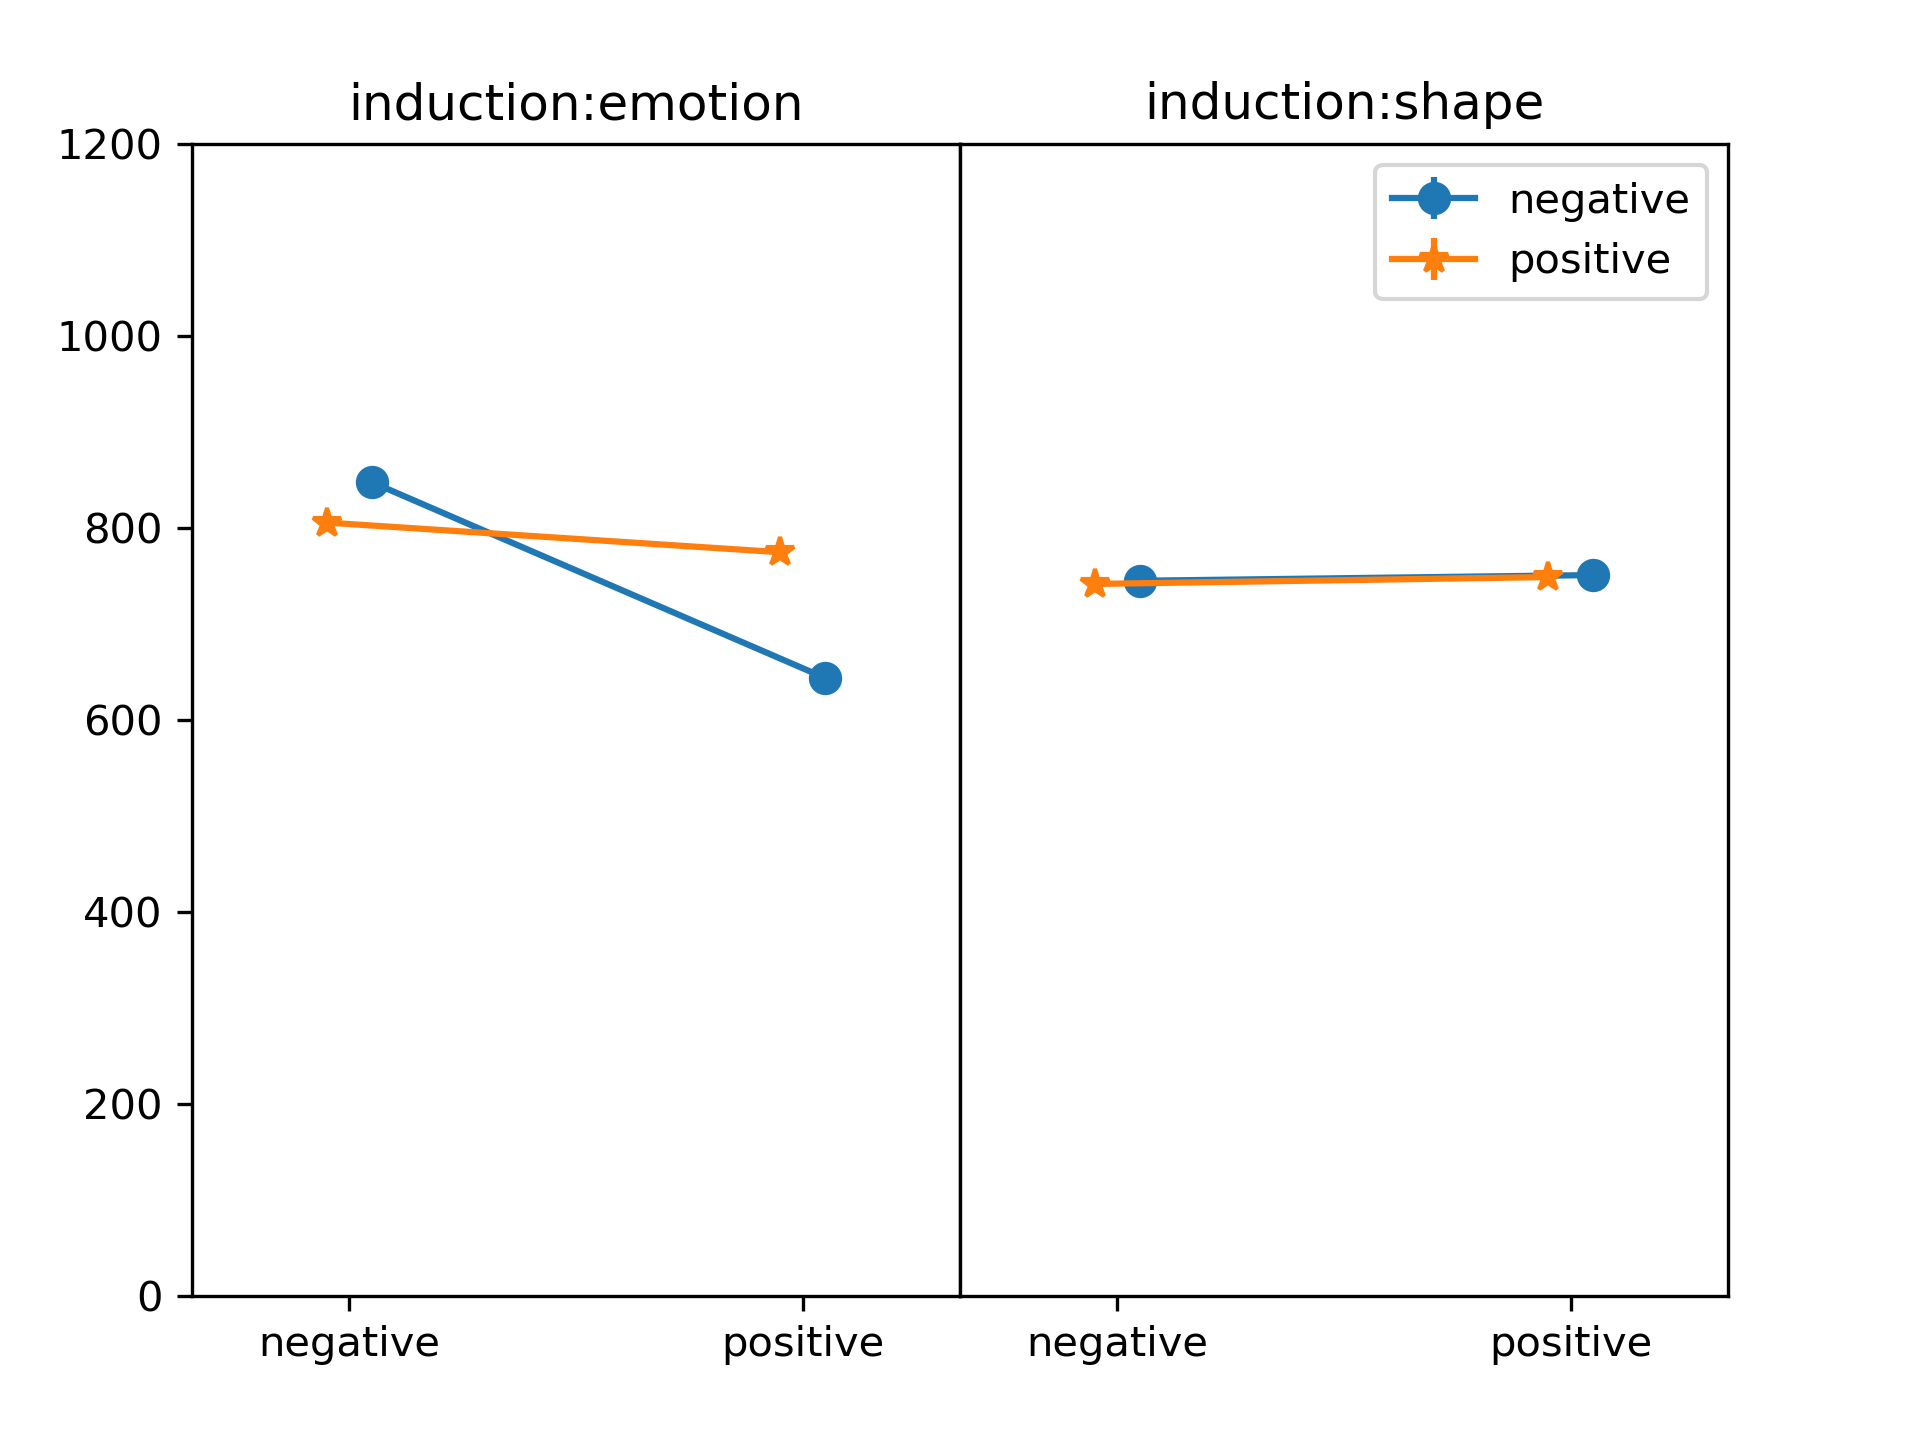 induction:emotion
induction:shape
1200
1000
800
600
400
200
0
negative
positive
negative
positive
negative
positive